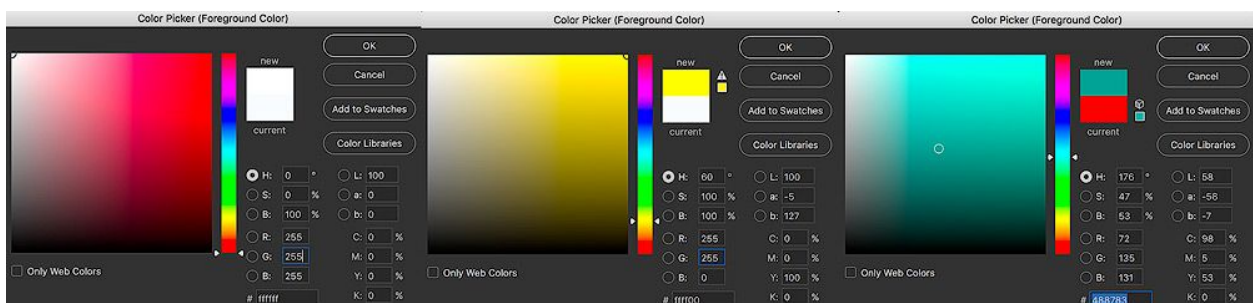 Color Picker (Foreground Color)
new
current
OK
Cancel
Add to Swatches
Color Libraries
H: 0 °
S: 0 %
B: 100 %
R: 255
G: 255
B: 255
L: 100
a: 0
b: 0
C: 0 %
M: 0 %
Y: 0 %
K: 0 %
Only Web Colors
# ffffff
Color Picker (Foreground Color)
new
current
OK
Cancel
Add to Swatches
Color Libraries
H: 60 °
S: 100 %
B: 100 %
R: 255
G: 255
B: 0
L: 100
a: -5
b: 127
C: 0 %
M: 0 %
Y: 100 %
K: 0 %
Only Web Colors
# ffff00
Color Picker (Foreground Color)
new
current
OK
Cancel
Add to Swatches
Color Libraries
H: 176 °
S: 47 %
B: 53 %
R: 72
G: 135
B: 131
L: 58
a: -56
b: -7
C: 98 %
M: 5 %
Y: 53 %
K: 0 %
Only Web Colors
# 488783